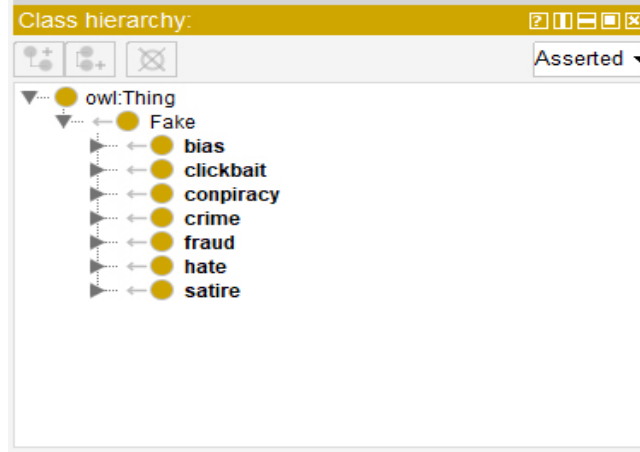 Class hierarchy:
Asserted
owl:Thing
Fake
bias
clickbait
conpiracy
crime
fraud
hate
satire